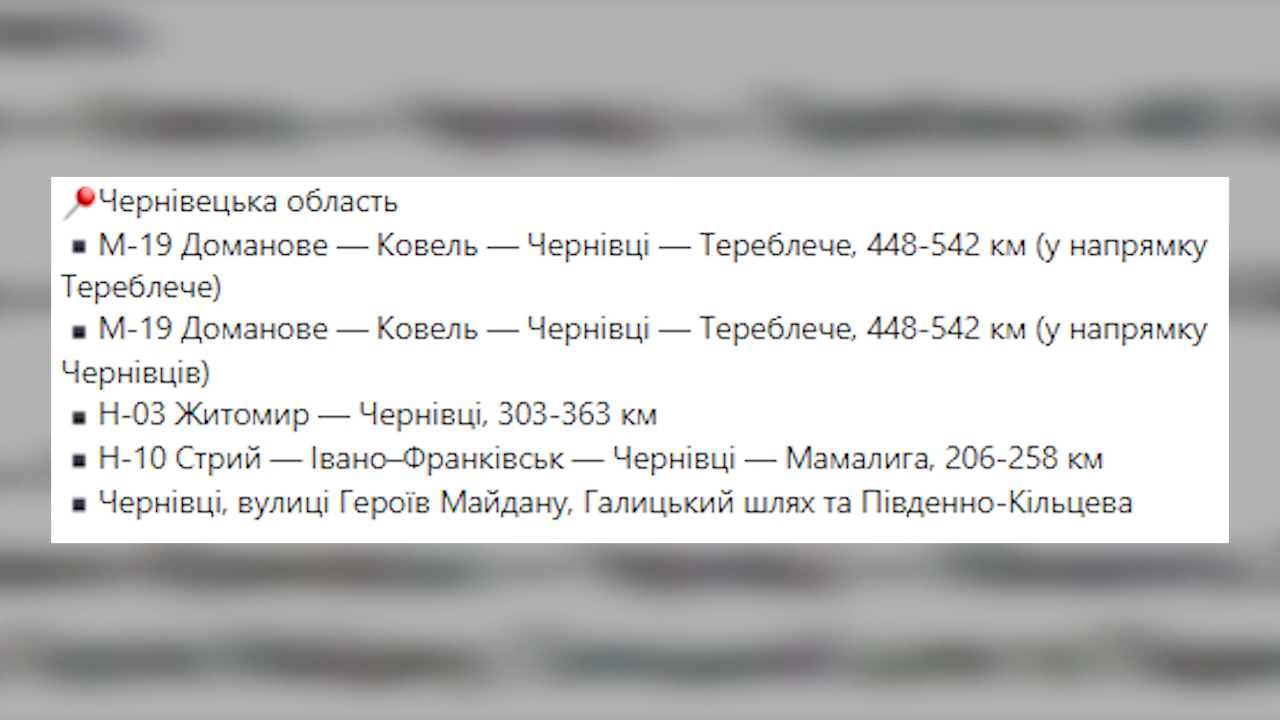 📍Чернівецька область
▪ М-19 Доманове — Ковель — Чернівці — Тереблече, 448-542 км (у напрямку
Тереблече)
▪ М-19 Доманове — Ковель — Чернівці — Тереблече, 448-542 км (у напрямку
Чернівців)
▪ Н-03 Житомир — Чернівці, 303-363 км
▪ Н-10 Стрий — Івано–Франківськ — Чернівці — Мамалига, 206-258 км
▪ Чернівці, вулиці Героїв Майдану, Галицький шлях та Південно-Кільцева